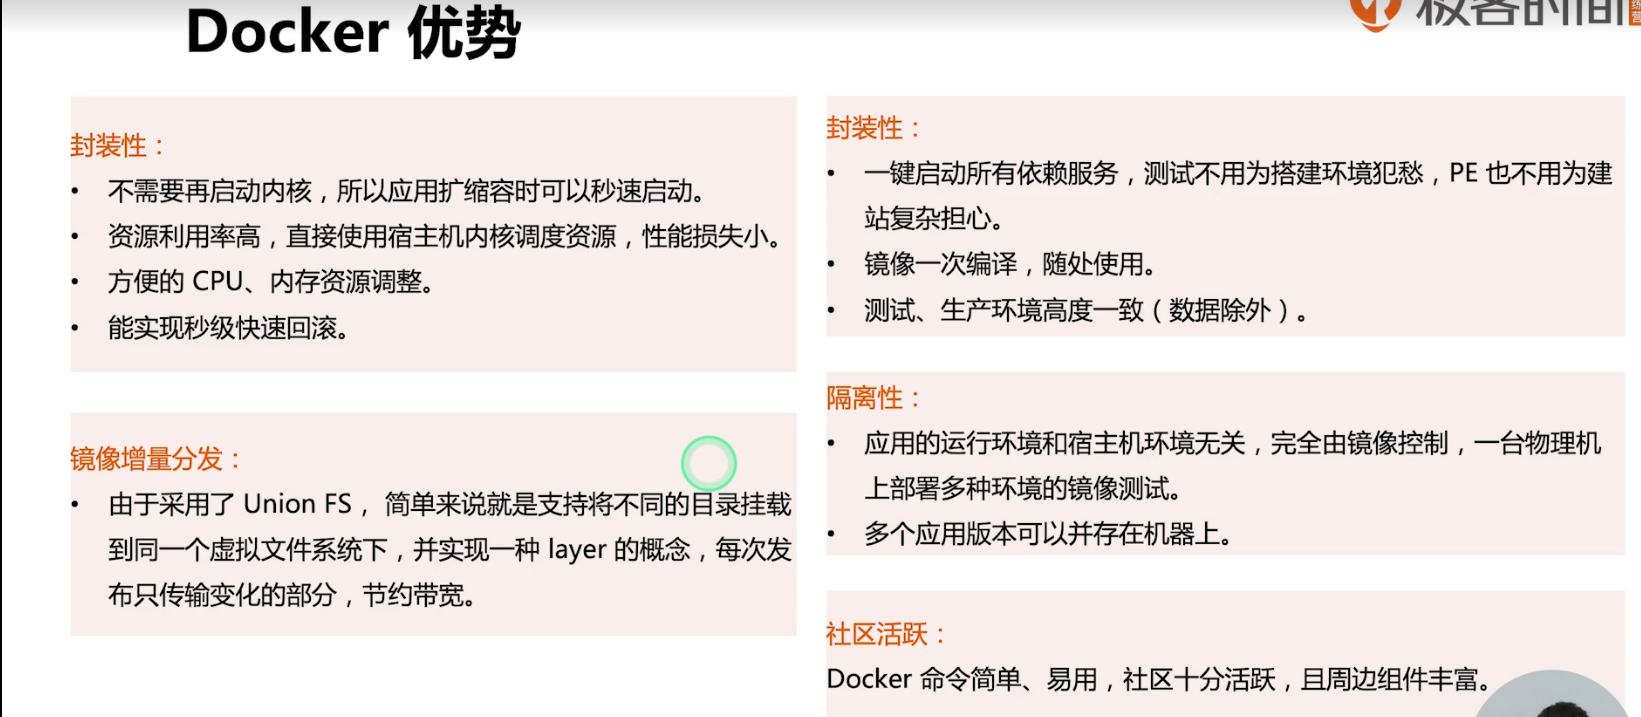 Docker 优势
极客时间
封装性：
• 不需要再启动内核，所以应用扩缩容时可以秒速启动。
• 资源利用率高，直接使用宿主机内核调度资源，性能损失小。
• 方便的 CPU、内存资源调整。
• 能实现秒级快速回滚。
镜像增量分发：
• 由于采用了 Union FS， 简单来说就是支持将不同的目录挂载
到同一个虚拟文件系统下，并实现一种 layer 的概念，每次发
布只传输变化的部分，节约带宽。
封装性：
• 一键启动所有依赖服务，测试不用为搭建环境犯愁，PE 也不用为建
站复杂担心。
• 镜像一次编译，随处使用。
• 测试、生产环境高度一致（数据除外）。
隔离性：
• 应用的运行环境和宿主机环境无关，完全由镜像控制，一台物理机
上部署多种环境的镜像测试。
• 多个应用版本可以并存在机器上。
社区活跃：
Docker 命令简单、易用，社区十分活跃，且周边组件丰富。